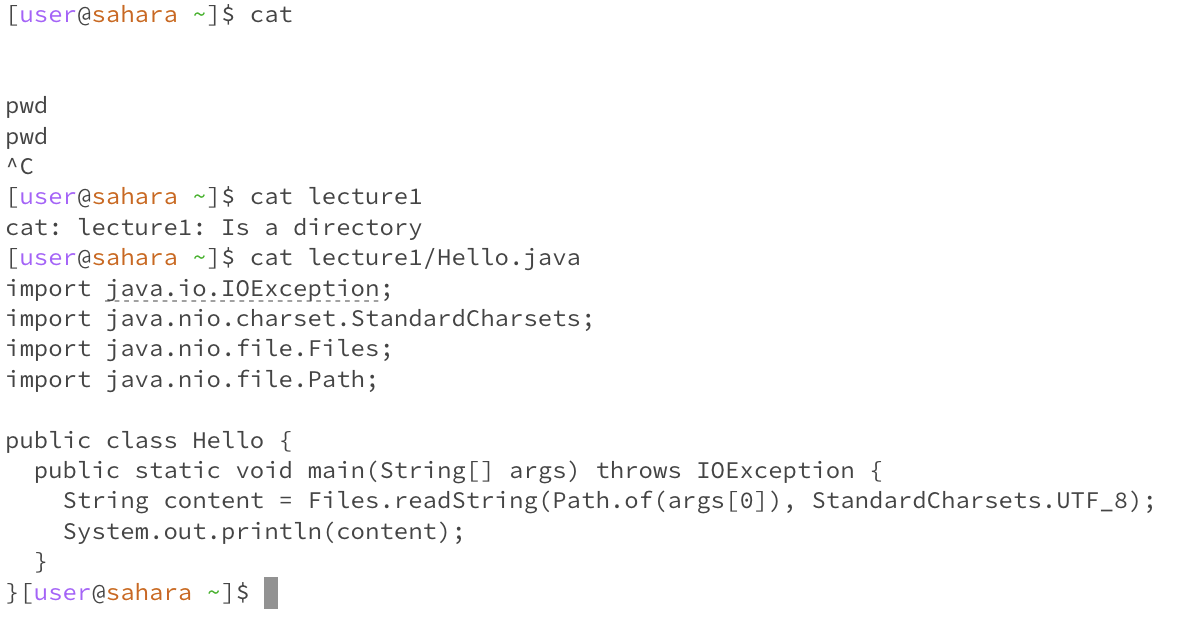 [user@sahara ~]$ cat
pwd
pwd
^C
[user@sahara ~]$ cat lecture1
cat: lecture1: Is a directory
[user@sahara ~]$ cat lecture1/Hello.java
import java.io.IOException;
import java.nio.charset.StandardCharsets;
import java.nio.file.Files;
import java.nio.file.Path;

public class Hello {
  public static void main(String[] args) throws IOException {
    String content = Files.readString(Path.of(args[0]), StandardCharsets.UTF_8);
    System.out.println(content);
  }
}[user@sahara ~]$